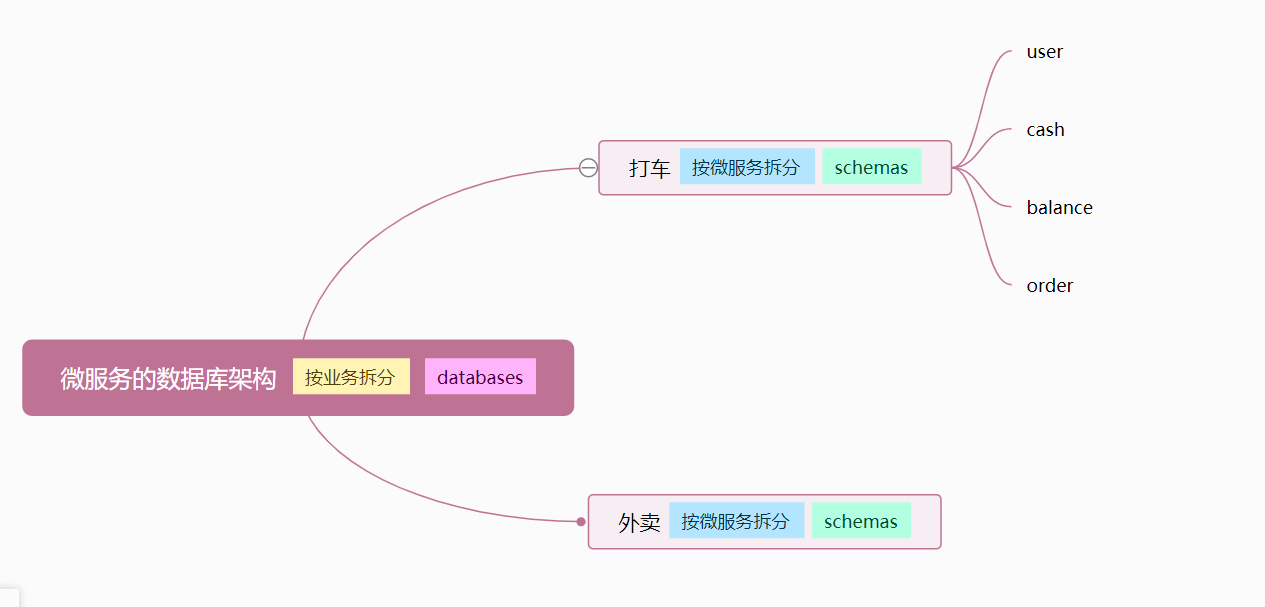 user
cash
打车 按微服务拆分 schemas
balance
order
微服务的数据库架构 按业务拆分 databases
外卖 按微服务拆分 schemas